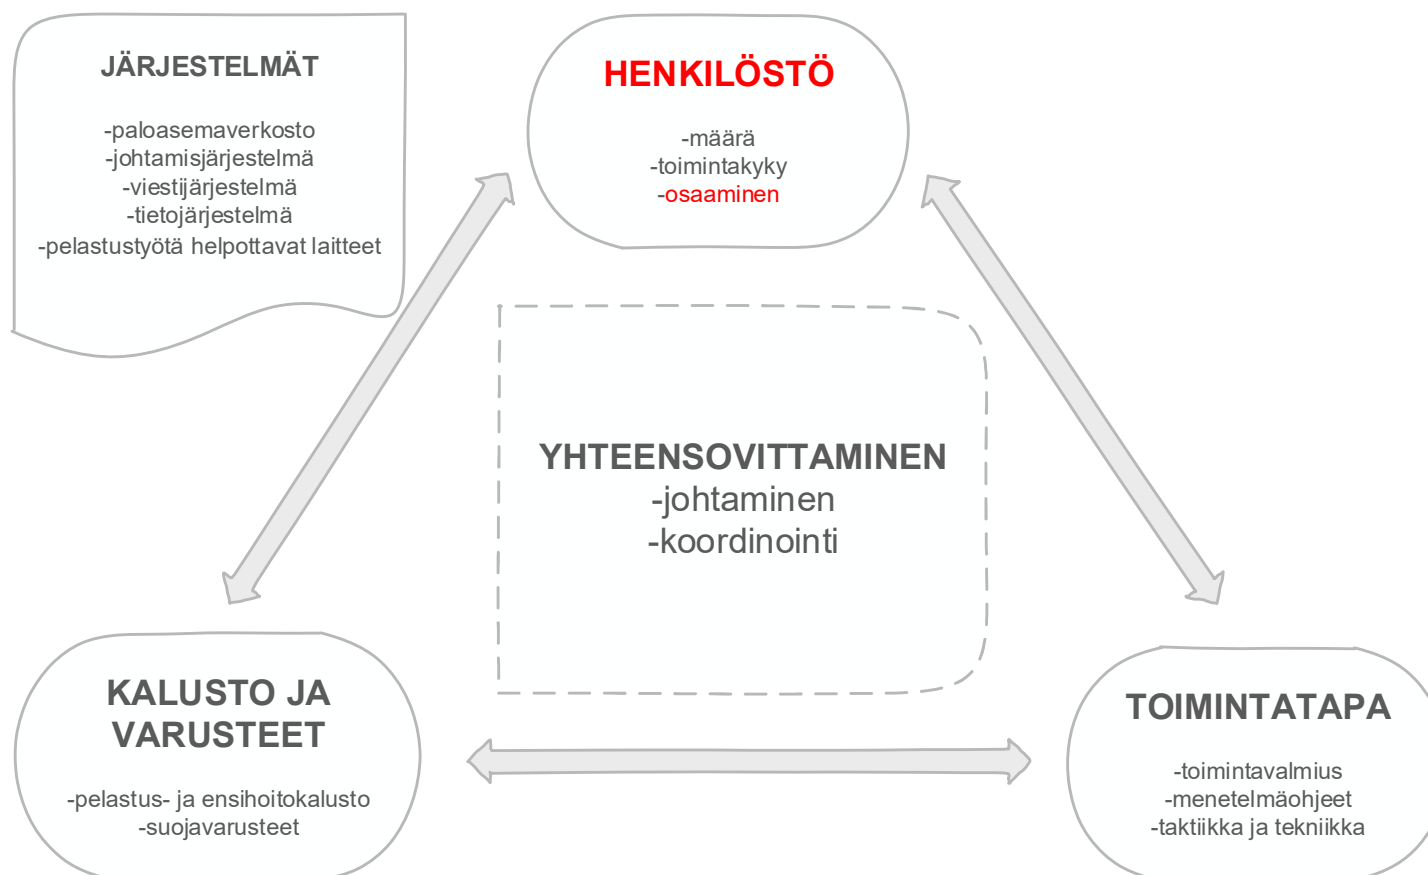 JÄRJESTELMÄT
-paloasemaverkosto
-johtamisjärjestelmä
-viestijärjestelmä
-tietojärjestelmä
-pelastustyötä helpottavat laitteet
HENKILÖSTÖ
-määrä
-toimintakyky
-osaaminen
YHTEENSOVITTAMINEN
-johtaminen
-koordinointi
KALUSTO JA
VARUSTEET
-pelastus- ja ensihoitokalusto
-suojavarusteet
TOIMINTATAPA
-toimintavalmius
-menetelmäohjeet
-taktiikka ja tekniikka